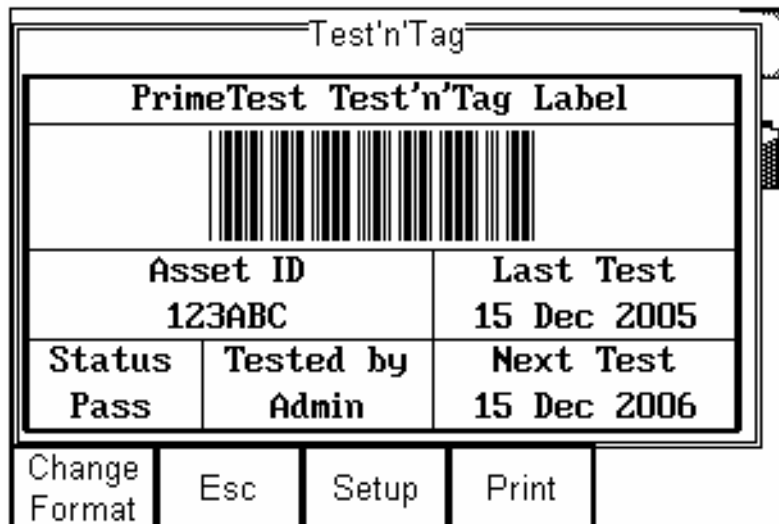 Test'n'Tag
PrimeTest Test'n'Tag Label
Asset ID
123ABC
Last Test
15 Dec 2005
Status
Pass
Tested by
Admin
Next Test
15 Dec 2006
Change
Format
Esc
Setup
Print